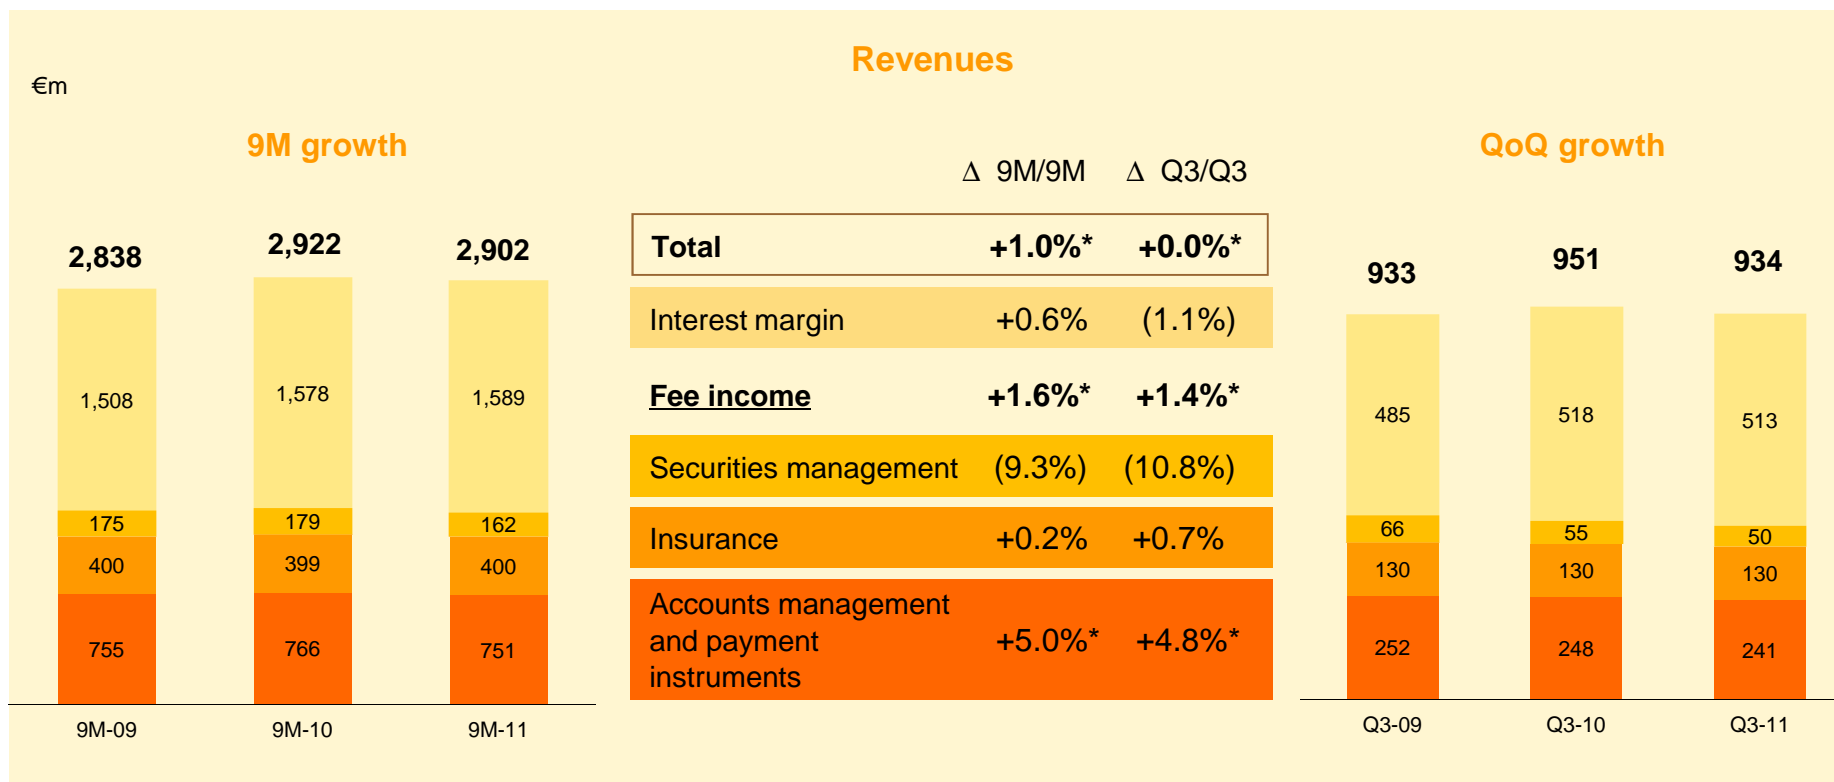 Revenues
€m
9M growth
2,838
2,922
2,902
1,508
1,578
1,589
175
179
162
400
399
400
755
766
751
9M-09
9M-10
9M-11
Δ 9M/9M Δ Q3/Q3
Total +1.0%* +0.0%*
Interest margin +0.6% (1.1%)
Fee income +1.6%* +1.4%*
Securities management (9.3%) (10.8%)
Insurance +0.2% +0.7%
Accounts management
and payment +5.0%* +4.8%*
instruments
QoQ growth
933
951
934
485
518
513
66
55
50
130
130
130
252
248
241
Q3-09
Q3-10
Q3-11